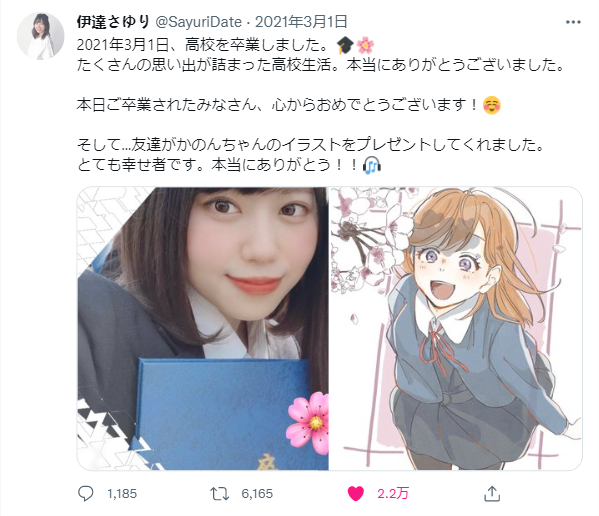 伊達さゆり @SayuriDate · 2021年3月1日
2021年3月1日、高校を卒業しました。🎓🌸
たくさんの思い出が詰まった高校生活。本当にありがとうございました。
本日ご卒業されたみなさん、心からおめでとうございます！☺️
そして...友達がかのんちゃんのイラストをプレゼントしてくれました。
とても幸せ者です。本当にありがとう！！🎧
卒
1,185
6,165
2.2万